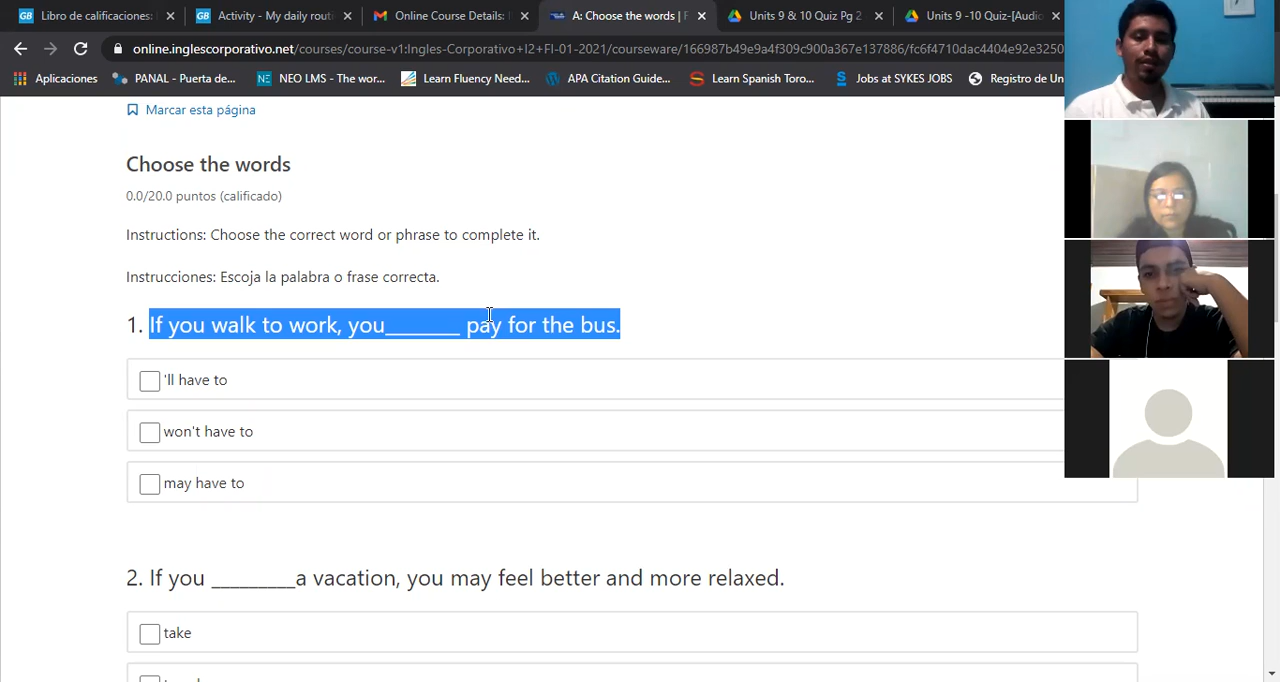 Libro de calificaciones:
Activity - My daily rout
Online Course Details:
A: Choose the words | F
Units 9 & 10 Quiz Pg 2
Units 9 -10 Quiz-[Audio
online.inglescorporativo.net/courses/course-v1:Ingles-Corporativo+I2+FI-01-2021/courseware/166987b49e9a4f309c900a367e137886/fc6f4710dac4404e92e3250
Aplicaciones
PANAL - Puerta de...
NEO LMS - The wor...
Learn Fluency Need...
APA Citation Guide...
Learn Spanish Toro...
Jobs at SYKES JOBS
Registro de Un
Marcar esta página
Choose the words
0.0/20.0 puntos (calificado)
Instructions: Choose the correct word or phrase to complete it.
Instrucciones: Escoja la palabra o frase correcta.
1. If you walk to work, you_______ pay for the bus.
'll have to
won't have to
may have to
2. If you _________a vacation, you may feel better and more relaxed.
take